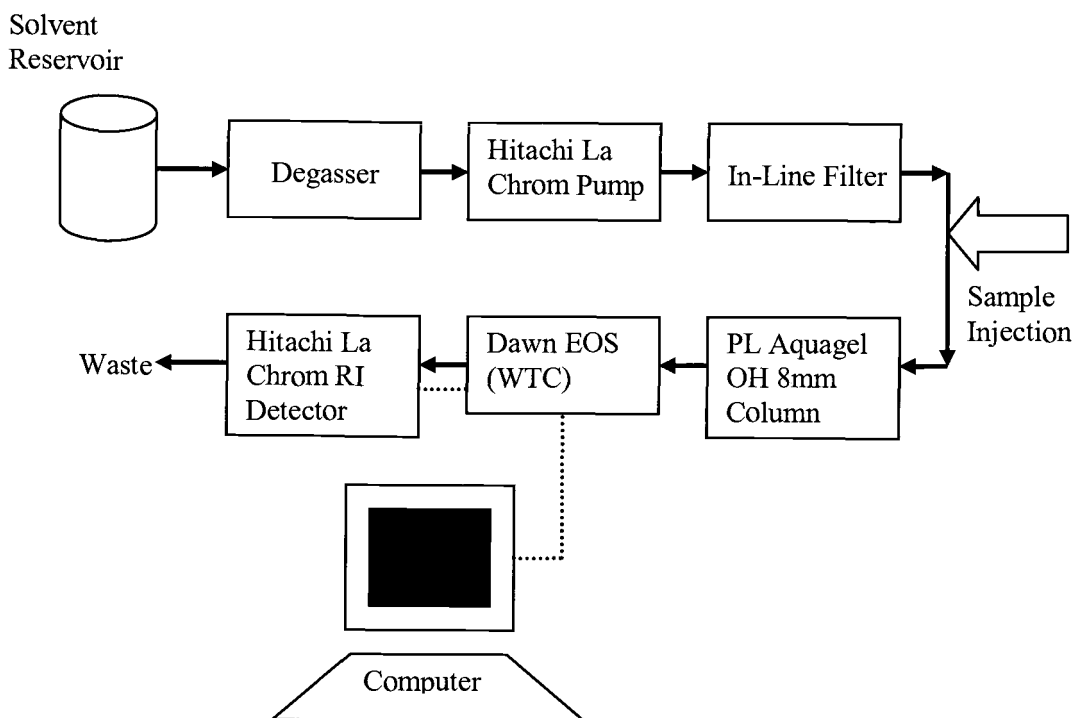 Solvent
Reservoir
Degasser
Hitachi La
Chrom Pump
In-Line Filter
Sample
Injection
Waste
Hitachi La
Chrom RI
Detector
Dawn EOS
(WTC)
PL Aquagel
OH 8mm
Column
Computer